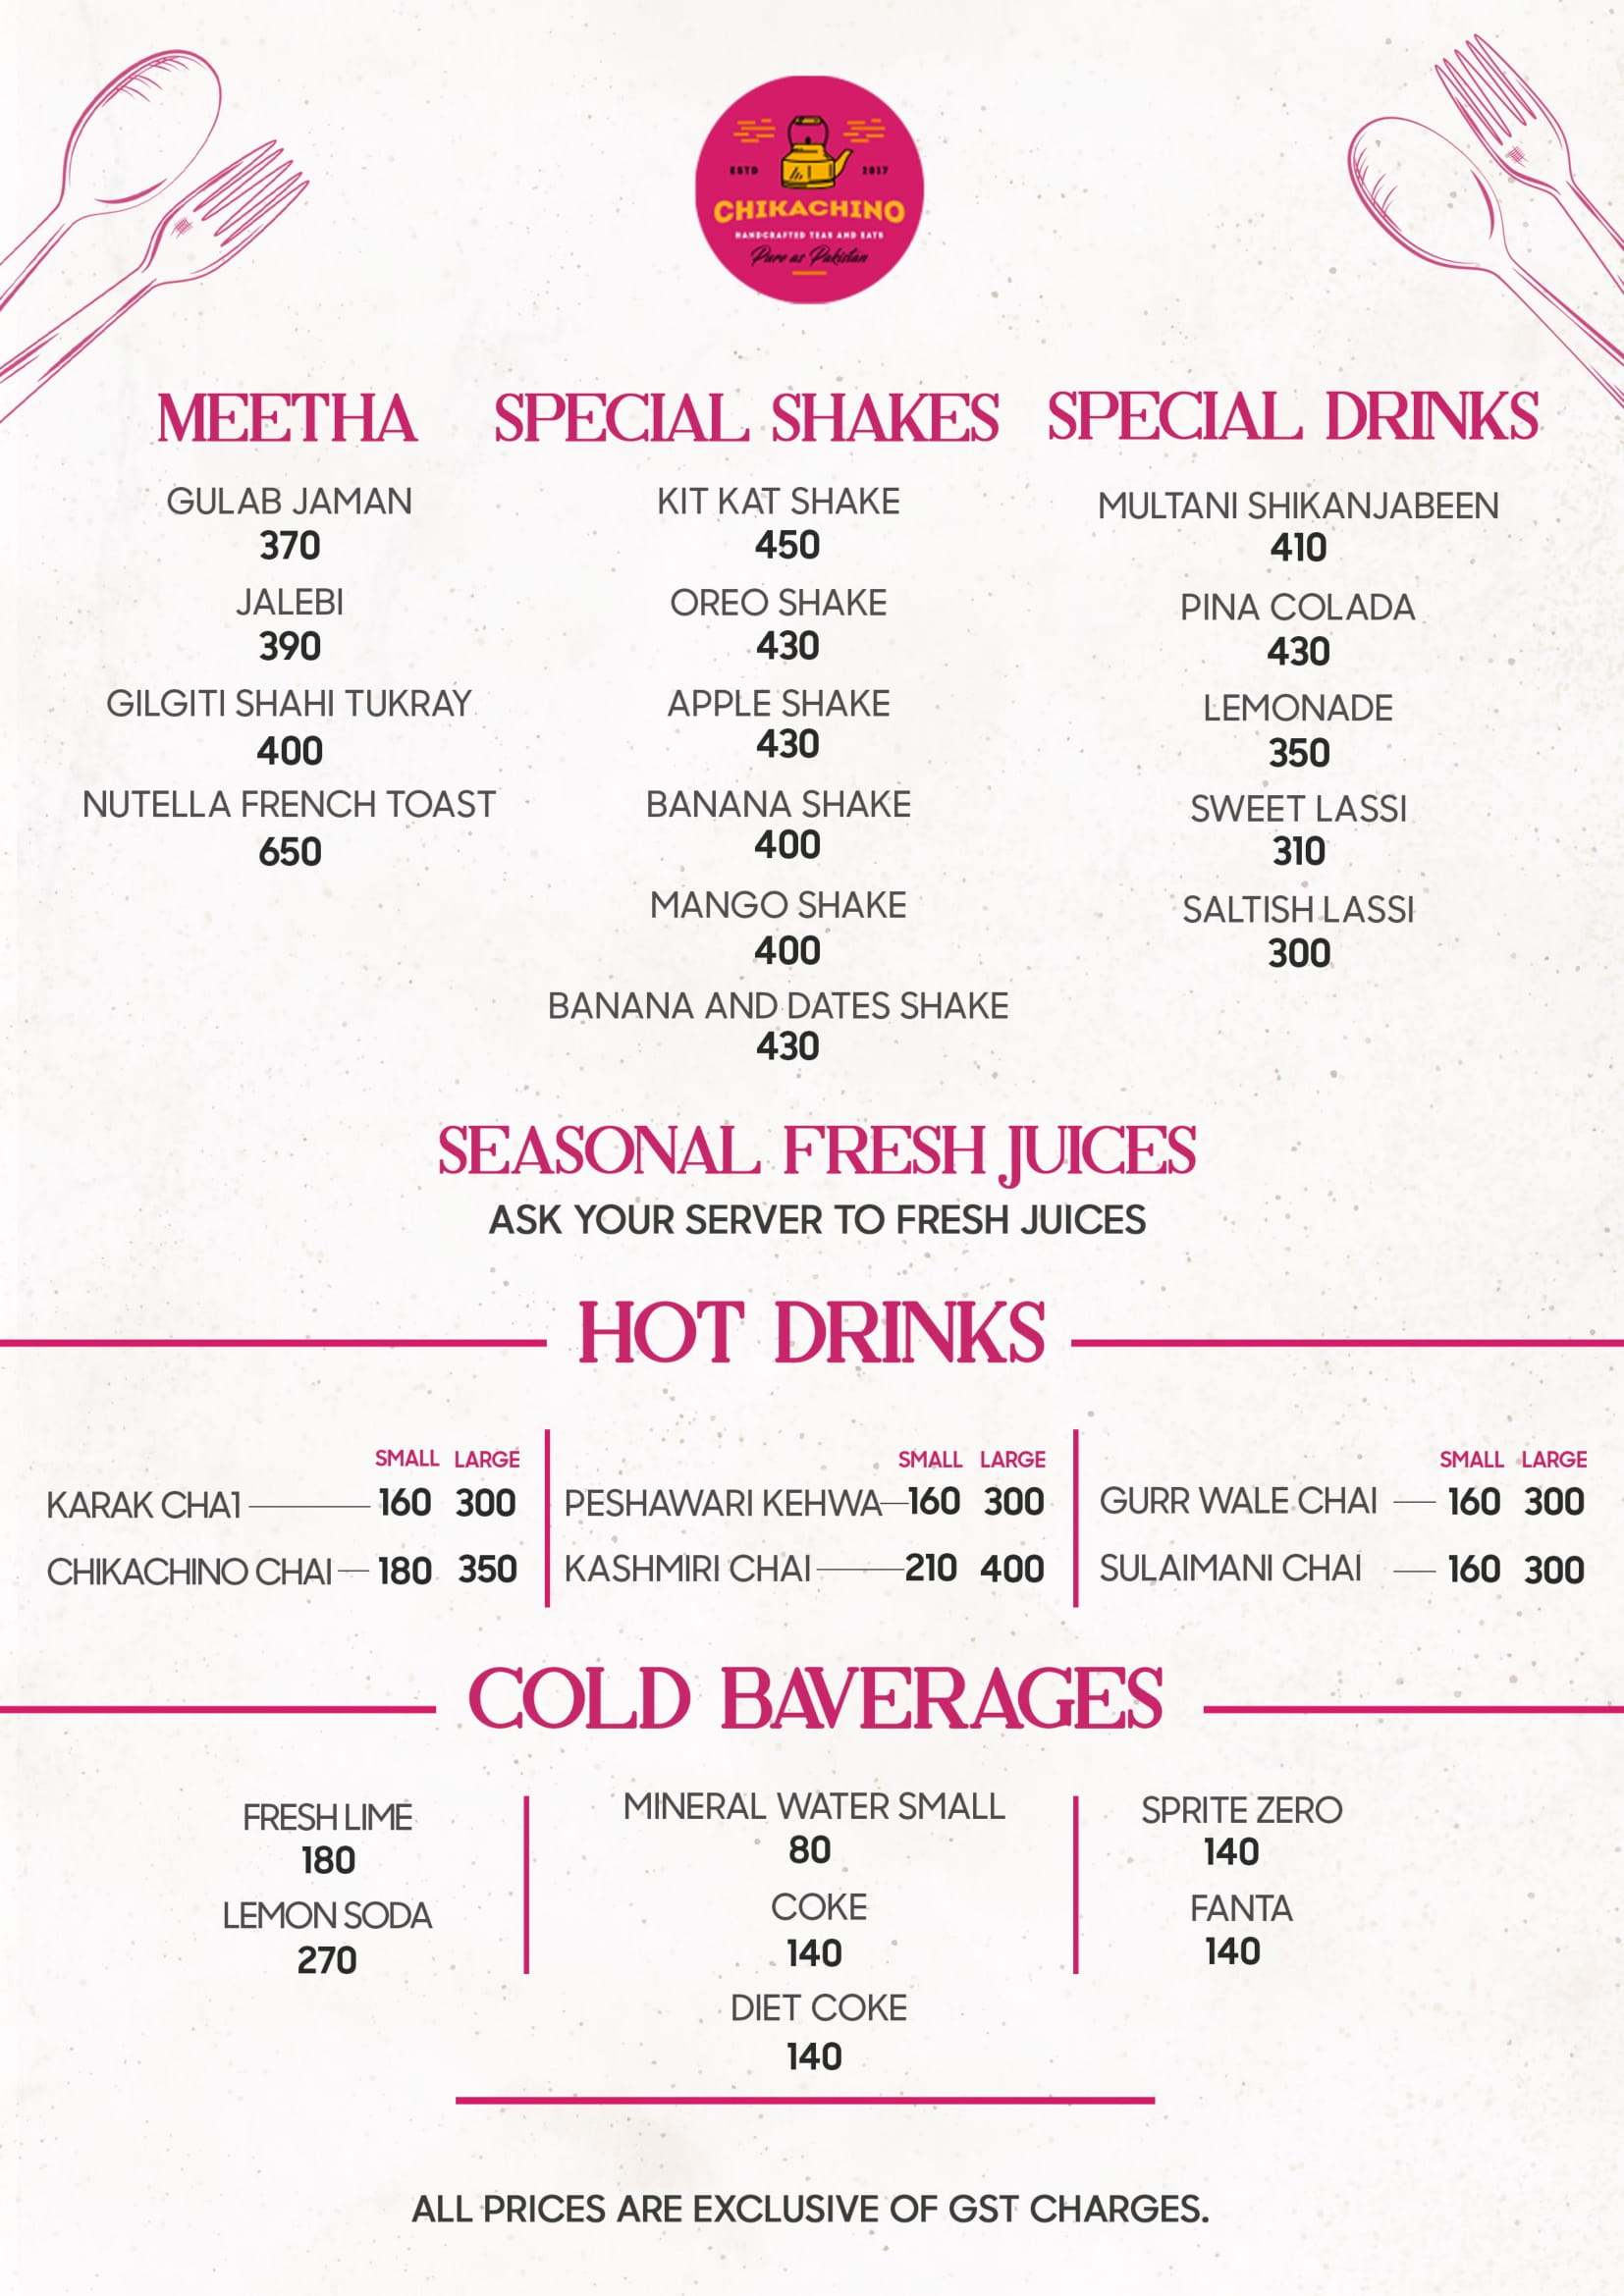 ESTD 2017
CHIKACHINO
HANDCRAFTED TEAS AND EATS
Pure as Pakistan
MEETHA
GULAB JAMAN
370
JALEBI
390
GILGITI SHAHI TUKRAY
400
NUTELLA FRENCH TOAST
650
SPECIAL SHAKES
KIT KAT SHAKE
450
OREO SHAKE
430
APPLE SHAKE
430
BANANA SHAKE
400
MANGO SHAKE
400
BANANA AND DATES SHAKE
430
SPECIAL DRINKS
MULTANI SHIKANJABEEN
410
PINA COLADA
430
LEMONADE
350
SWEET LASSI
310
SALTISH LASSI
300
SEASONAL FRESH JUICES
ASK YOUR SERVER TO FRESH JUICES
HOT DRINKS
SMALL LARGE
KARAK CHA1 160 300
CHIKACHINO CHAI 180 350
SMALL LARGE
PESHAWARI KEHWA 160 300
KASHMIRI CHAI 210 400
SMALL LARGE
GURR WALE CHAI 160 300
SULAIMANI CHAI 160 300
COLD BAVERAGES
FRESH LIME
180
LEMON SODA
270
MINERAL WATER SMALL
80
COKE
140
DIET COKE
140
SPRITE ZERO
140
FANTA
140
ALL PRICES ARE EXCLUSIVE OF GST CHARGES.